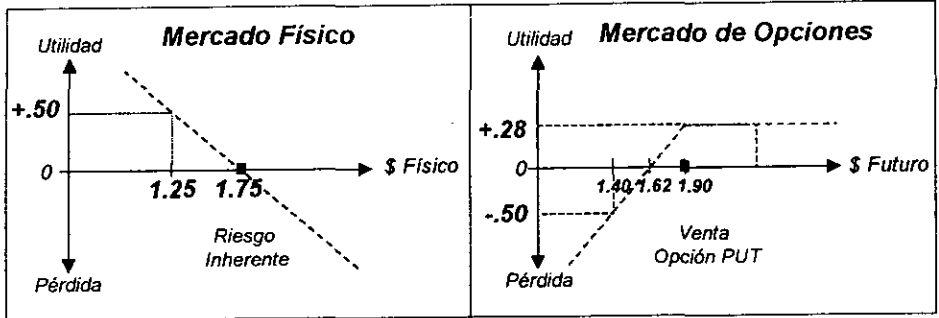 Mercado Físico
Utilidad
+.50
0
1.25
1.75
$ Físico
Riesgo
Inherente
Pérdida
Mercado de Opciones
Utilidad
+.28
0
1.40
1.62
1.90
$ Futuro
-.50
Venta
Opción PUT
Pérdida